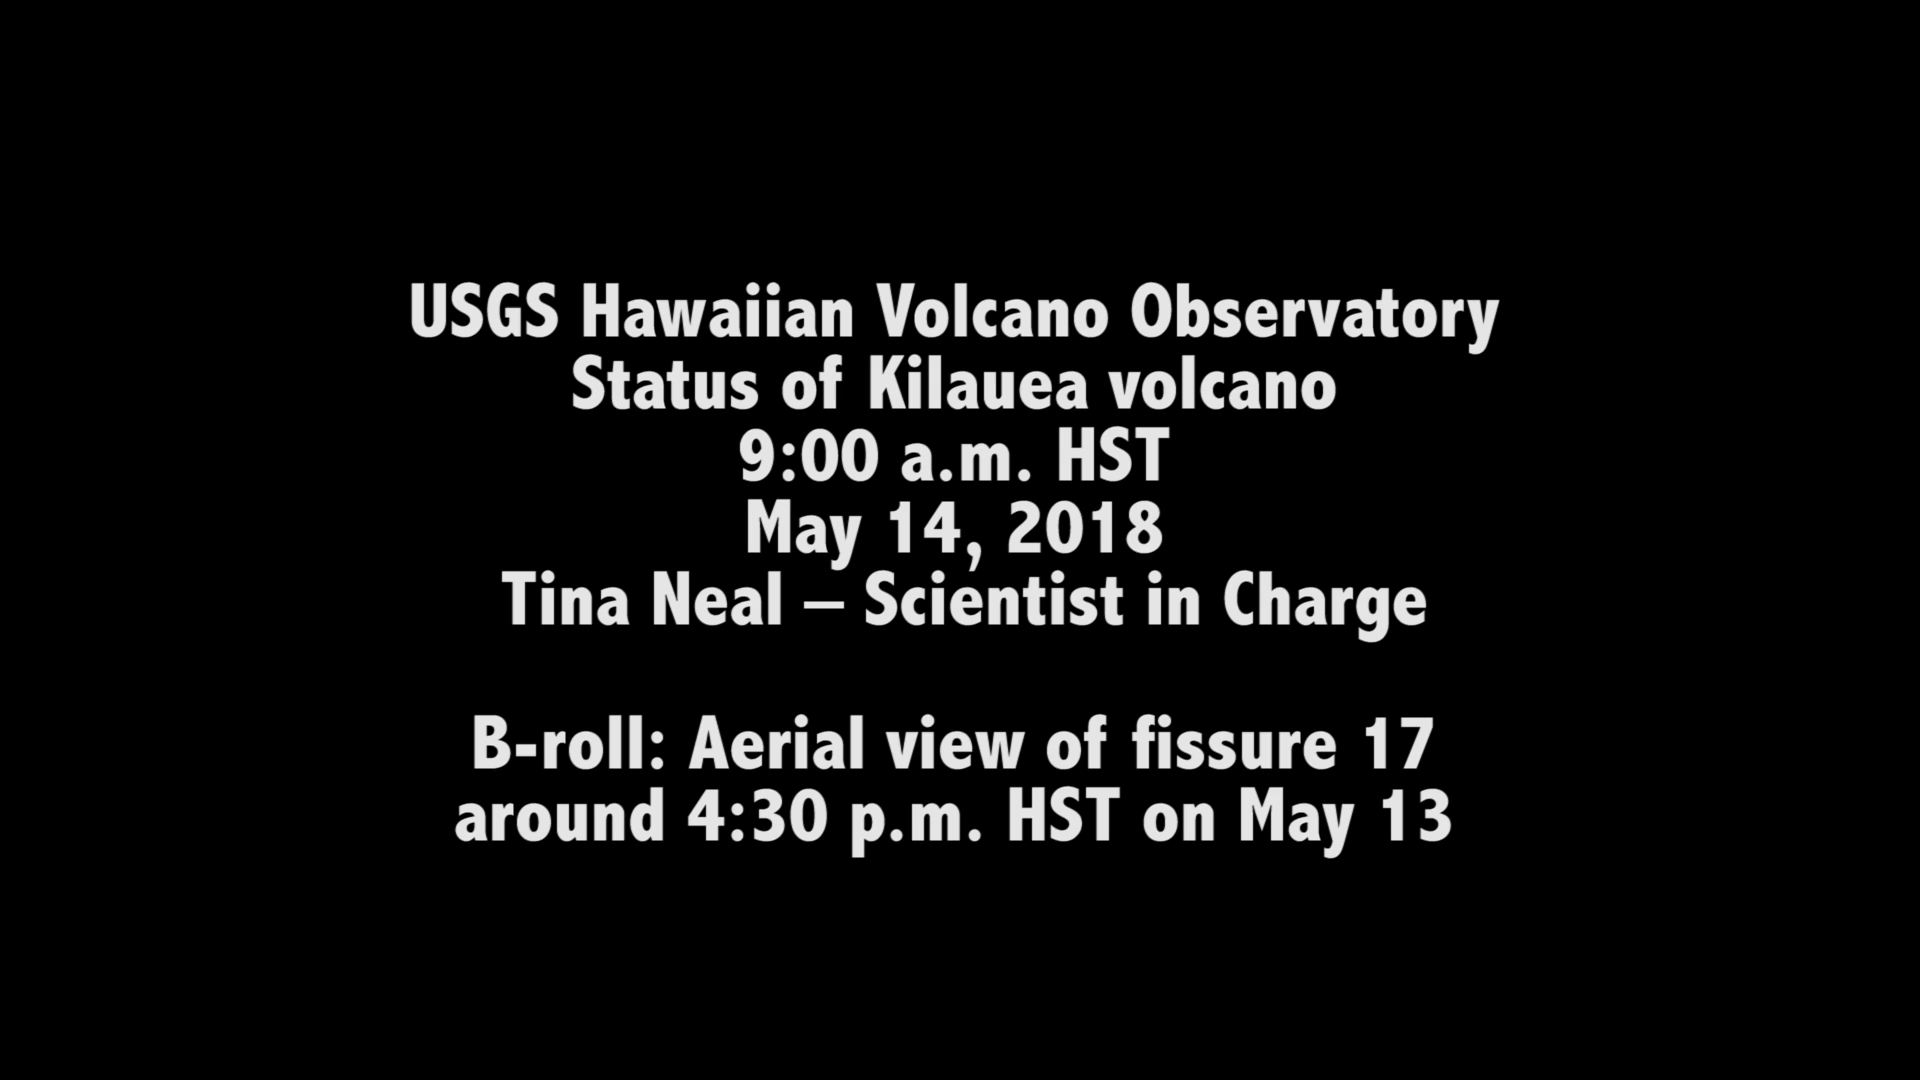 USGS Hawaiian Volcano Observatory
Status of Kilauea volcano
9:00 a.m. HST
May 14, 2018
Tina Neal – Scientist in Charge
B-roll: Aerial view of fissure 17
around 4:30 p.m. HST on May 13